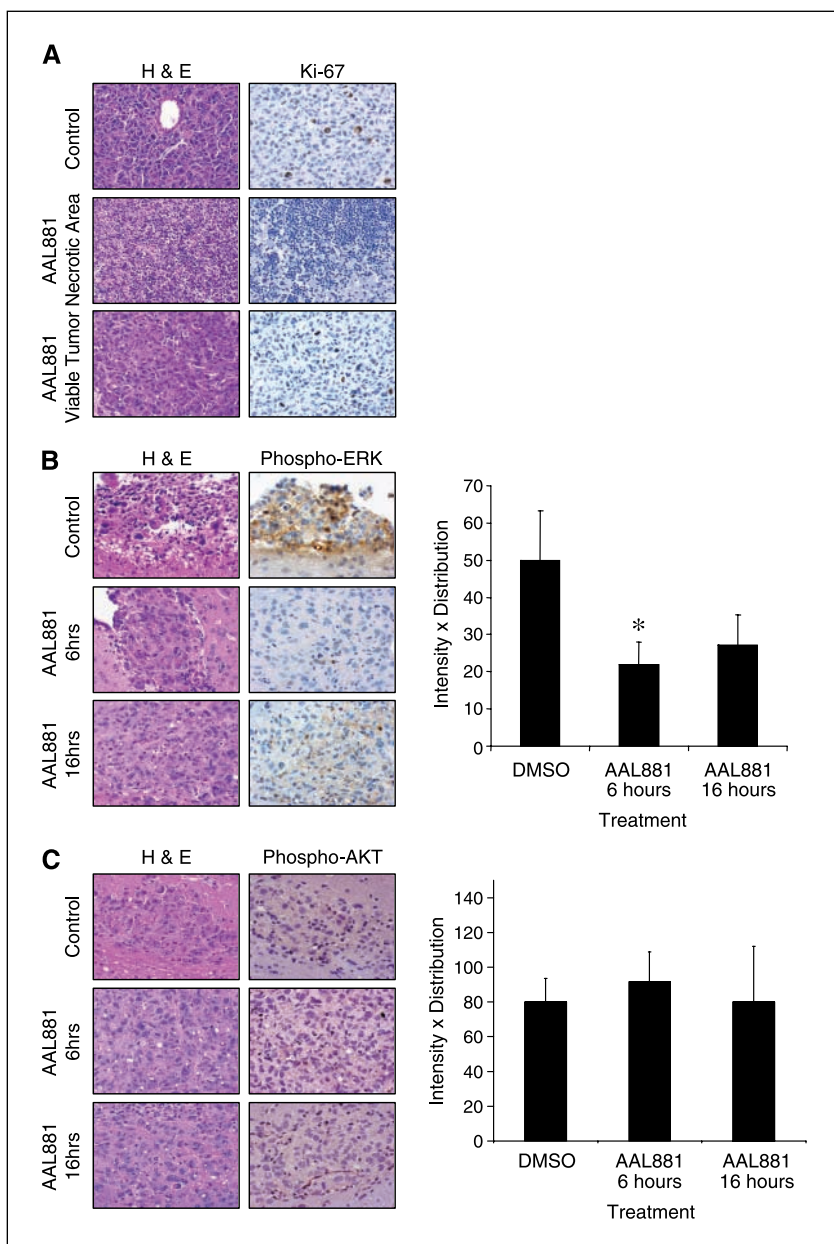 A
H & E
Ki-67
Control
AAL881
Necrotic Area
AAL881
Viable Tumor
B
H & E
Phospho-ERK
Control
AAL881
6hrs
AAL881
16hrs
Intensity x Distribution
70
60
50
40
30
20
10
0
*
DMSO
AAL881
6 hours
AAL881
16 hours
Treatment
C
H & E
Phospho-AKT
Control
AAL881
6hrs
AAL881
16hrs
Intensity x Distribution
140
120
100
80
60
40
20
0
DMSO
AAL881
6 hours
AAL881
16 hours
Treatment